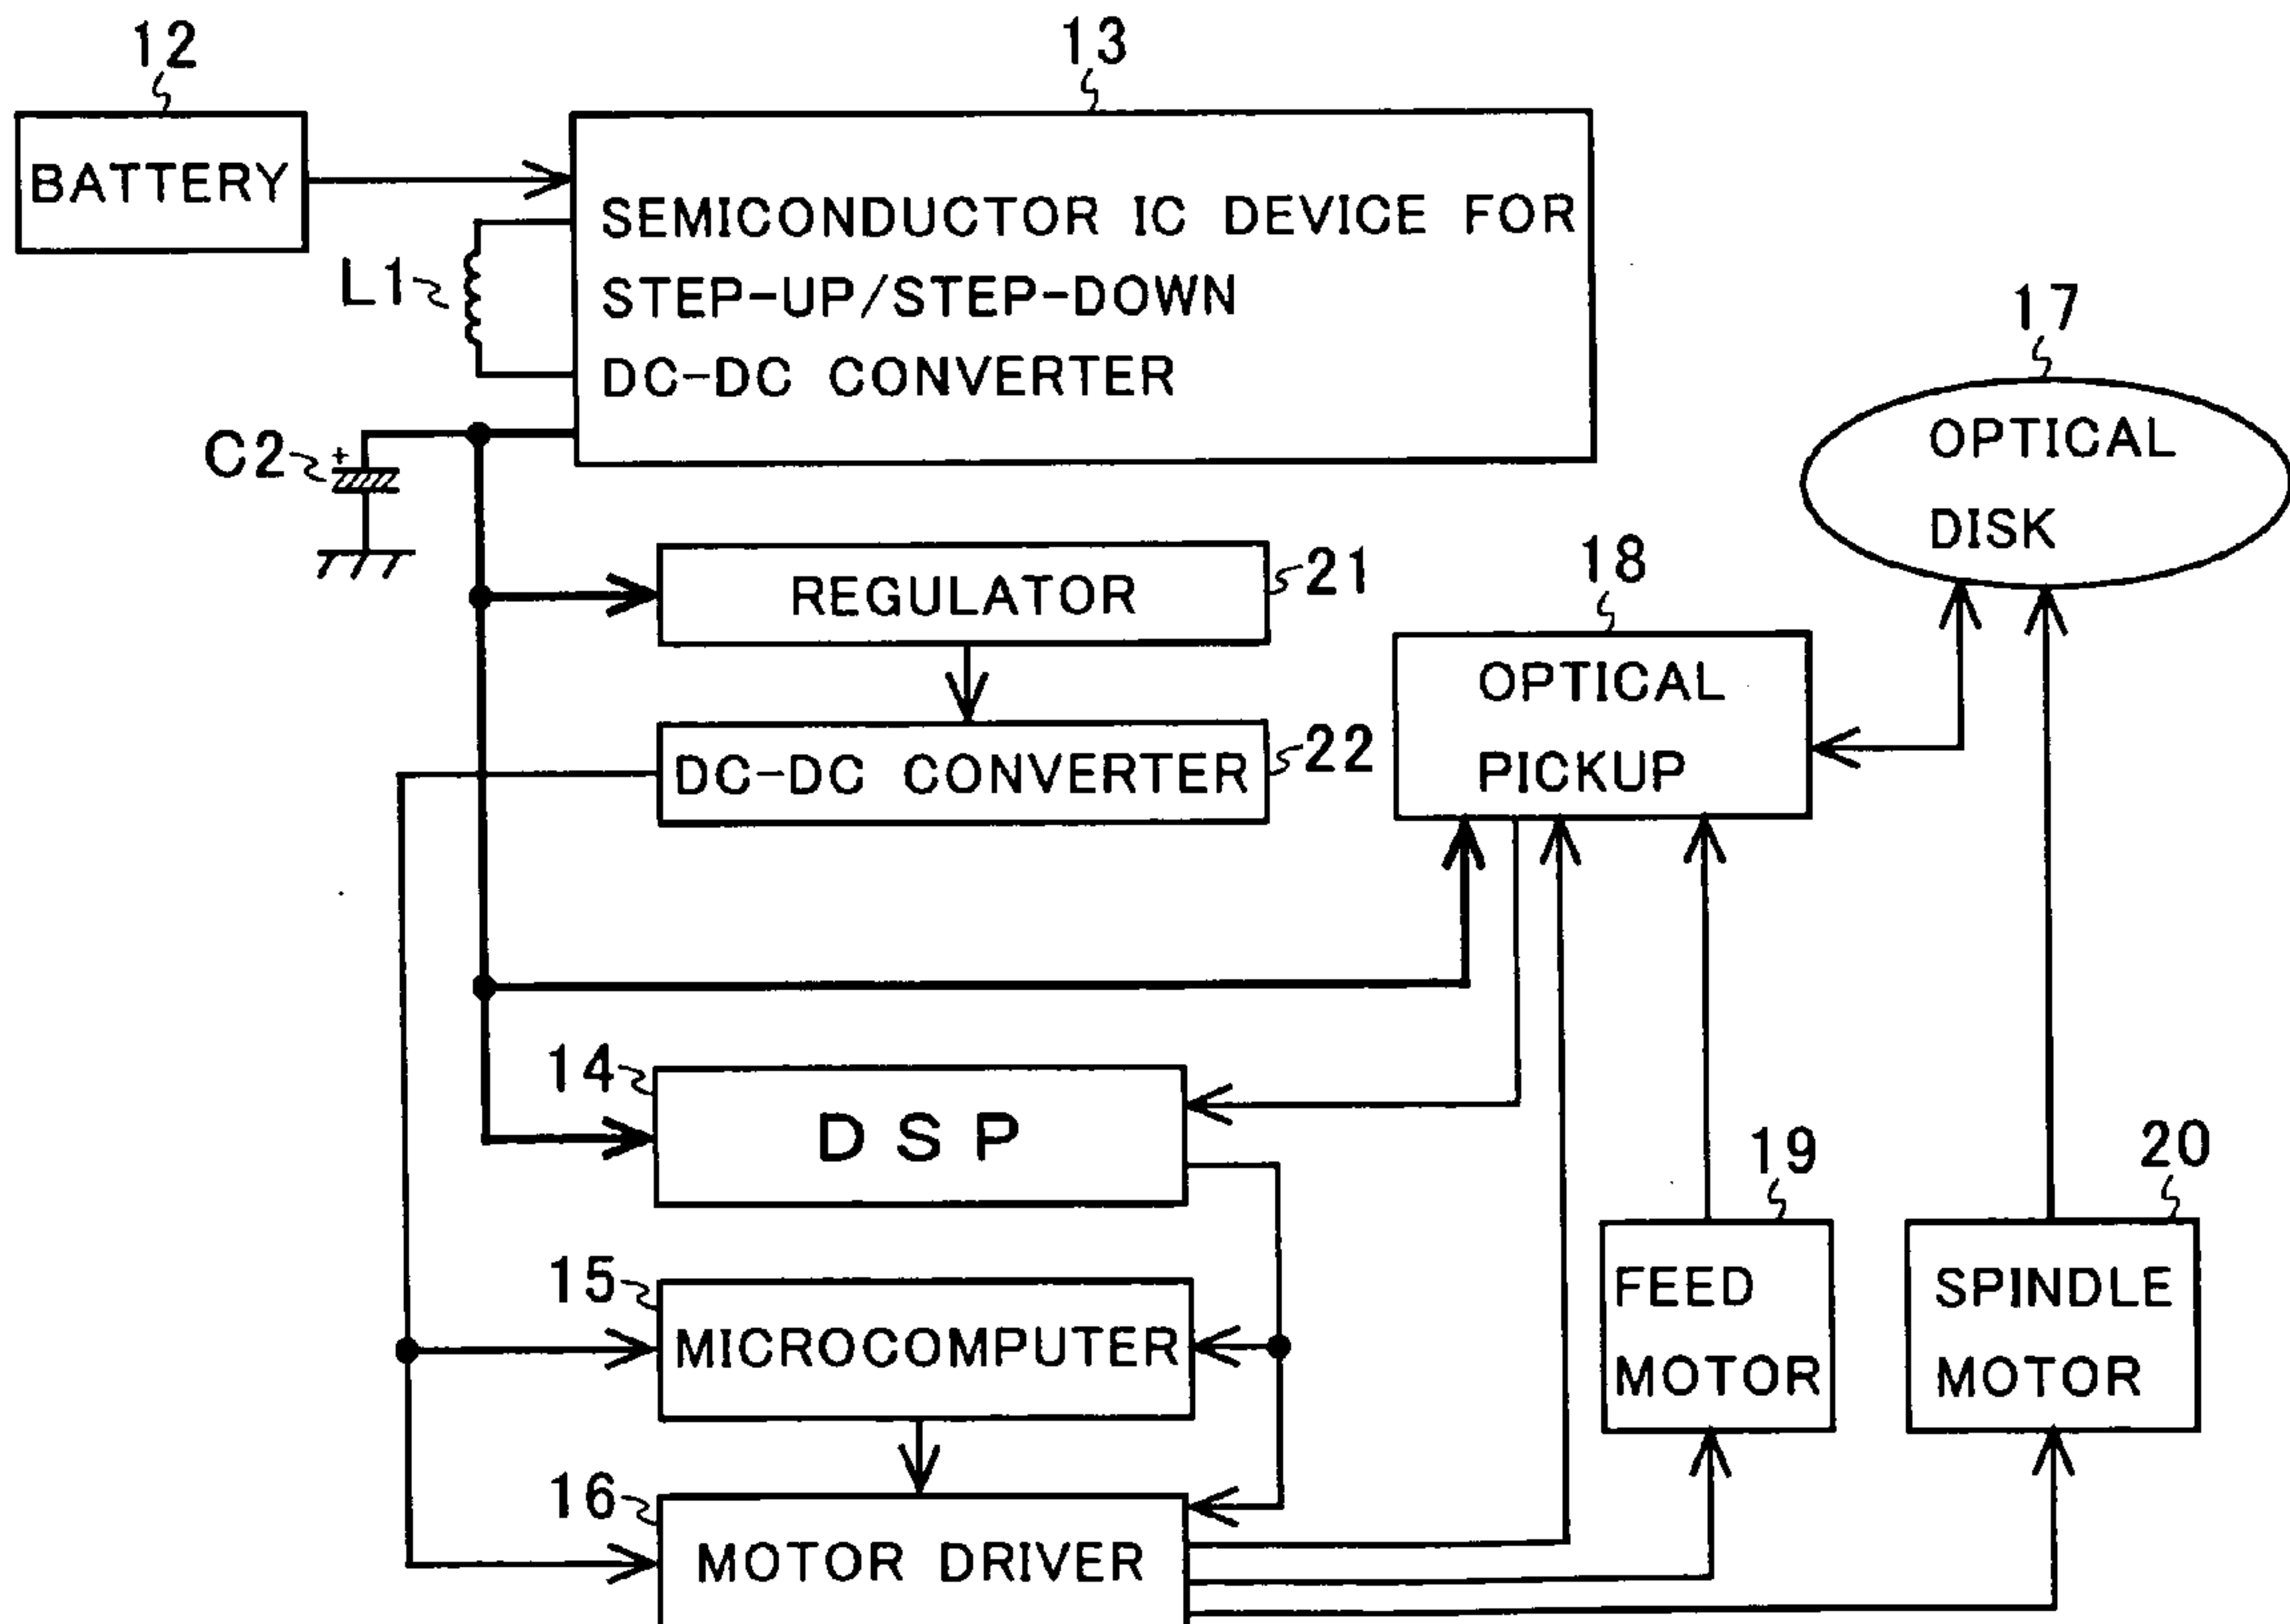 12
13
BATTERY
SEMICONDUCTOR IC DEVICE FOR
STEP-UP/STEP-DOWN
DC-DC CONVERTER
L1
17
OPTICAL
DISK
C2
+
18
REGULATOR
21
OPTICAL
PICKUP
DC-DC CONVERTER
22
14
DSP
19
20
15
MICROCOMPUTER
FEED
MOTOR
SPINDLE
MOTOR
16
MOTOR DRIVER